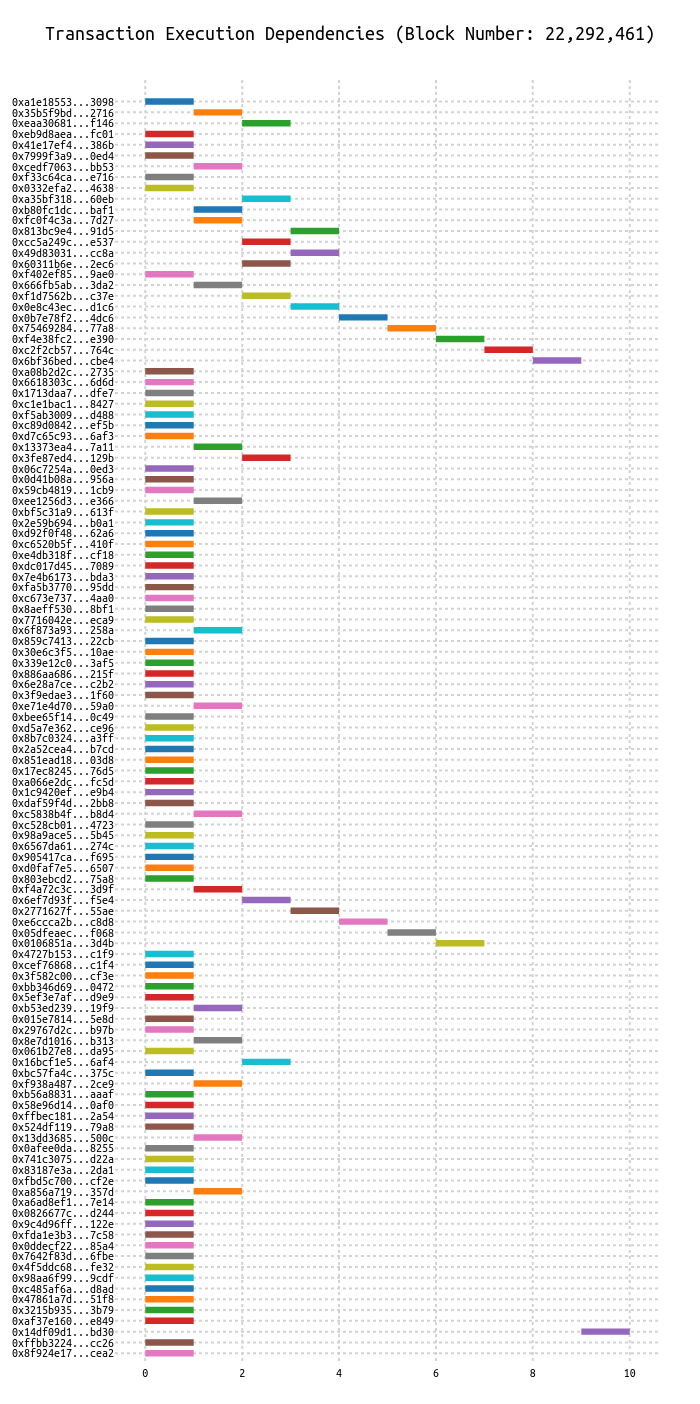 Transaction Execution Dependencies (Block Number: 22,292,461)
0xa1e18553...3098
0x35b5f9bd...2716
0xeaa30681...f146
0xeb9d8aea...fc01
0x41e17ef4...386b
0x7999f3a9...0ed4
0xcedf7063...bb53
0xf33c64ca...e716
0x0332efa2...4638
0xa35bf318...60eb
0xb80fc1dc...baf1
0xfc0f4c3a...7d27
0x813bc9e4...91d5
0xcc5a249c...e537
0x49d83031...cc8a
0x60311b6e...2ec6
0xf402ef85...9ae0
0x666fb5ab...3da2
0xf1d7562b...c37e
0x0e8c43ec...d1c6
0x0b7e78f2...4dc6
0x75469284...77a8
0xf4e38fc2...e390
0xc2f2cb57...764c
0x6bf36bed...cbe4
0xa08b2d2c...2735
0x6618303c...6d6d
0x1713daa7...dfe7
0xc1e1bac1...8427
0xf5ab3009...d488
0xc89d0842...ef5b
0xd7c65c93...6af3
0x13373ea4...7a11
0x3fe87ed4...129b
0x06c7254a...0ed3
0x0d41b08a...956a
0x59cb4819...1cb9
0xee1256d3...e366
0xbf5c31a9...613f
0x2e59b694...b0a1
0xd92f0f48...62a6
0xc6520b5f...410f
0xe4db318f...cf18
0xdc017d45...7089
0x7e4b6173...bda3
0xfa5b3770...95dd
0xc673e737...4aa0
0x8aeff530...8bf1
0x7716042e...eca9
0x6f873a93...258a
0x859c7413...22cb
0x30e6c3f5...10ae
0x339e12c0...3af5
0x886aa686...215f
0x6e28a7ce...c2b2
0x3f9edae3...1f60
0xe71e4d70...59a0
0xbee65f14...0c49
0xd5a7e362...ce96
0x8b7c0324...a3ff
0x2a52cea4...b7cd
0x851ead18...03d8
0x17ec8245...76d5
0xa066e2dc...fc5d
0x1c9420ef...e9b4
0xdaf59f4d...2bb8
0xc5838b4f...b8d4
0xc528cb01...4723
0x98a9ace5...5b45
0x6567da61...274c
0x905417ca...f695
0xd0faf7e5...6507
0x803ebcd2...75a8
0xf4a72c3c...3d9f
0x6ef7d93f...f5e4
0x2771627f...55ae
0xe6ccca2b...c8d8
0x05dfeaec...f068
0x0106851a...3d4b
0x4727b153...c1f9
0xcef76868...c1f4
0x3f582c00...cf3e
0xbb346d69...0472
0x5ef3e7af...d9e9
0xb53ed239...19f9
0x015e7814...5e8d
0x29767d2c...b97b
0x8e7d1016...b313
0x061b27e8...da95
0x16bcf1e5...6af4
0xbc57fa4c...375c
0xf938a487...2ce9
0xb56a8831...aaaf
0x58e96d14...0af0
0xffbec181...2a54
0x524df119...79a8
0x13dd3685...500c
0x0afee0da...8255
0x741c3075...d22a
0x83187e3a...2da1
0xfbd5c700...cf2e
0xa856a719...357d
0xa6ad8ef1...7e14
0x0826677c...d244
0x9c4d96ff...122e
0xfda1e3b3...7c58
0x0ddecf22...85a4
0x7642f83d...6fbe
0x4f5ddc68...fe32
0x98aa6f99...9cdf
0xc485af6a...d8ad
0x47861a7d...51f8
0x3215b935...3b79
0xaf37e160...e849
0x14df09d1...bd30
0xffbb3224...cc26
0x8f924e17...cea2
0 2 4 6 8 10